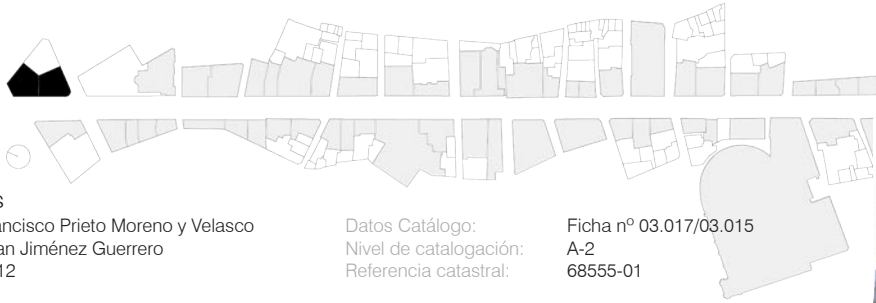 S
ancisco Prieto Moreno y Velasco
an Jiménez Guerrero
12
Datos Catálogo: Ficha nº 03.017/03.015
Nivel de catalogación: A-2
Referencia catastral: 68555-01